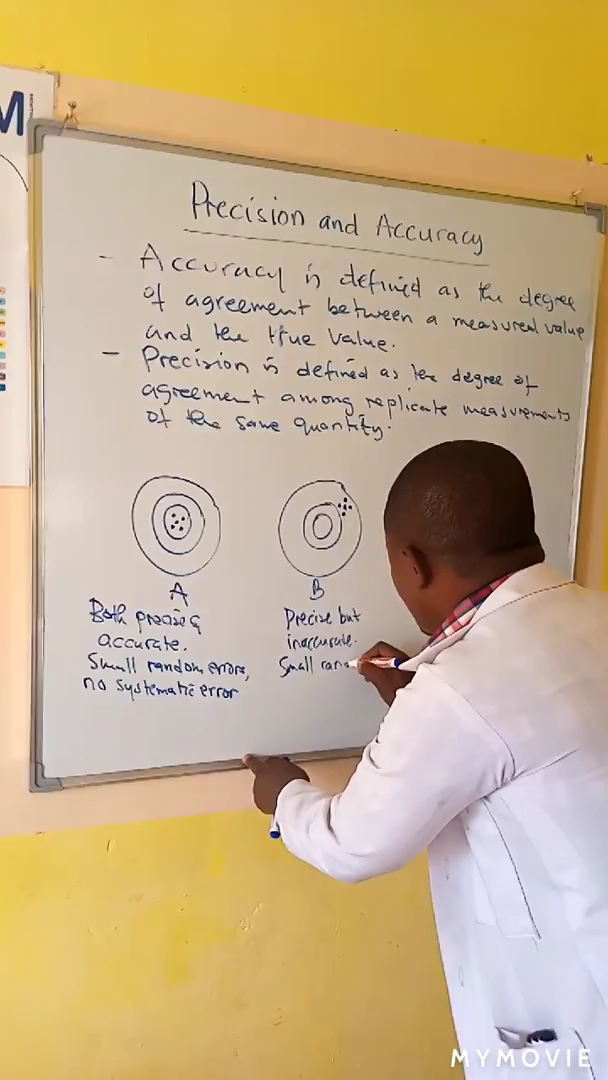 M
Precision and Accuracy
- Accuracy is defined as the degree
of agreement between a measured value
and the true value.
- Precision is defined as the degree of
agreement among replicate measurements
of the same quantity.
A
Both precise &
accurate.
Small random errors,
no systematic error
B
Precise but
inaccurate.
Small ran
MYMOVIE